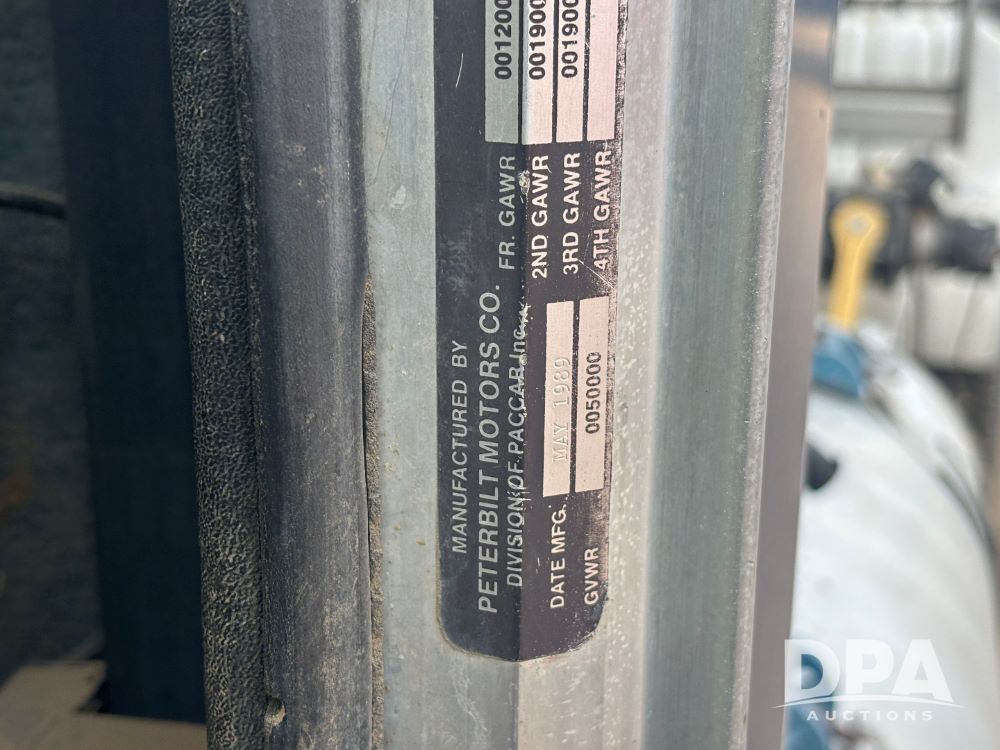 MANUFACTURED BY
PETERBILT MOTORS CO.
DIVISION OF PACCAR Inc.
DATE MFG. MAY 1989
GVWR 0050000
FR. GAWR 001200
2ND GAWR 001900
3RD GAWR 001900
4TH GAWR
DPA
AUCTIONS